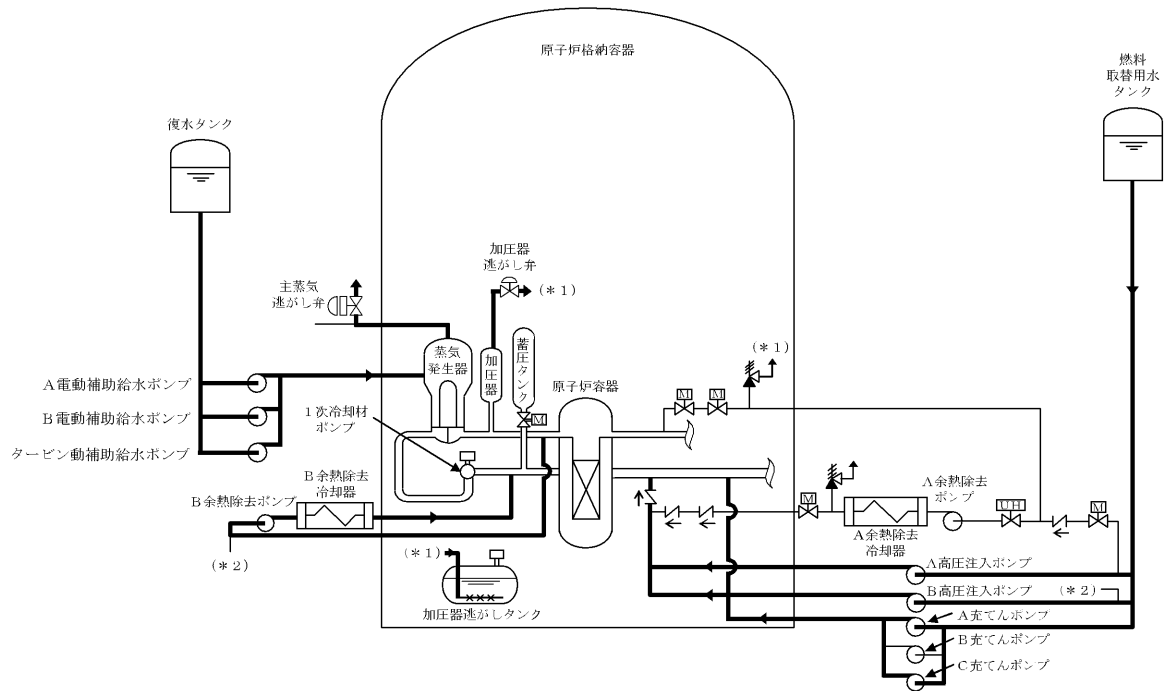 原子炉格納容器
燃料
取替用水
タンク
復水タンク
加圧器
逃がし弁
(*1)
主蒸気
逃がし弁
蒸気
発生器
加圧器
蓄圧タンク
原子炉容器
(*1)
M
M
M
A電動補助給水ポンプ
B電動補助給水ポンプ
タービン動補助給水ポンプ
1次冷却材
ポンプ
B余熱除去
冷却器
B余熱除去ポンプ
(*2)
M
A余熱除去
ポンプ
UH
M
A余熱除去
冷却器
(*1)
加圧器逃がしタンク
A高圧注入ポンプ
B高圧注入ポンプ
(*2)
A充てんポンプ
B充てんポンプ
C充てんポンプ